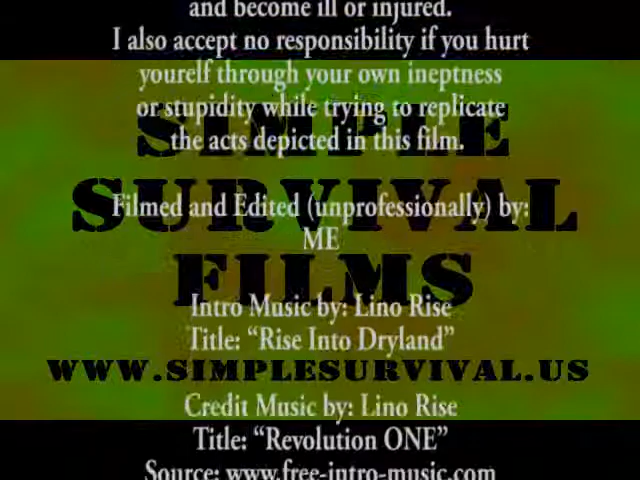 and become ill or injured.
I also accept no responsibility if you hurt
yourelf through your own ineptness
or stupidity while trying to replicate
the acts depicted in this film.
SIMPLE
SURVIVAL
FILMS
WWW.SIMPLESURVIVAL.US
Filmed and Edited (unprofessionally) by:
ME
Intro Music by: Lino Rise
Title: “Rise Into Dryland”
Credit Music by: Lino Rise
Title: “Revolution ONE”
Source: www.free-intro-music.com